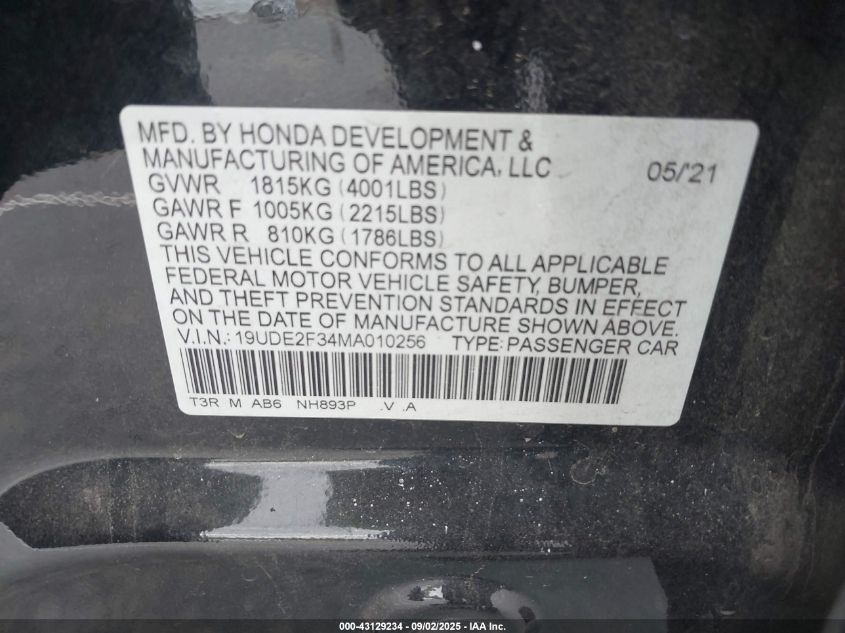 MFD. BY HONDA DEVELOPMENT &
MANUFACTURING OF AMERICA, LLC 05/'21
GVWR 1815KG (4001LBS)
GAWR F 1005KG (2215LBS)
GAWR R 810KG (1786LBS)
THIS VEHICLE CONFORMS TO ALL APPLICABLE
FEDERAL MOTOR VEHICLE SAFETY, BUMPER,
AND THEFT PREVENTION STANDARDS IN EFFECT
ON THE DATE OF MANUFACTURE SHOWN ABOVE.
V.I.N.: 19UDE2F34MA010256 TYPE: PASSENGER CAR
T3R M AB6 NH893P .V .A
000-43129234 - 09/02/2025 - IAA Inc.